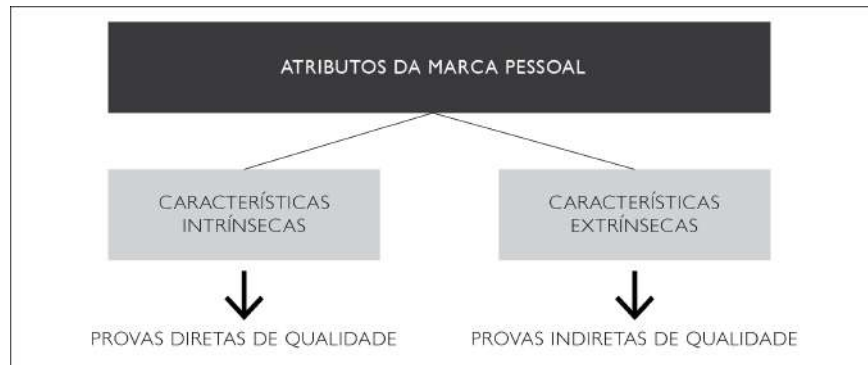 ATRIBUTOS DA MARCA PESSOAL
CARACTERÍSTICAS
INTRÍNSECAS
CARACTERÍSTICAS
EXTRÍNSECAS
PROVAS DIRETAS DE QUALIDADE
PROVAS INDIRETAS DE QUALIDADE